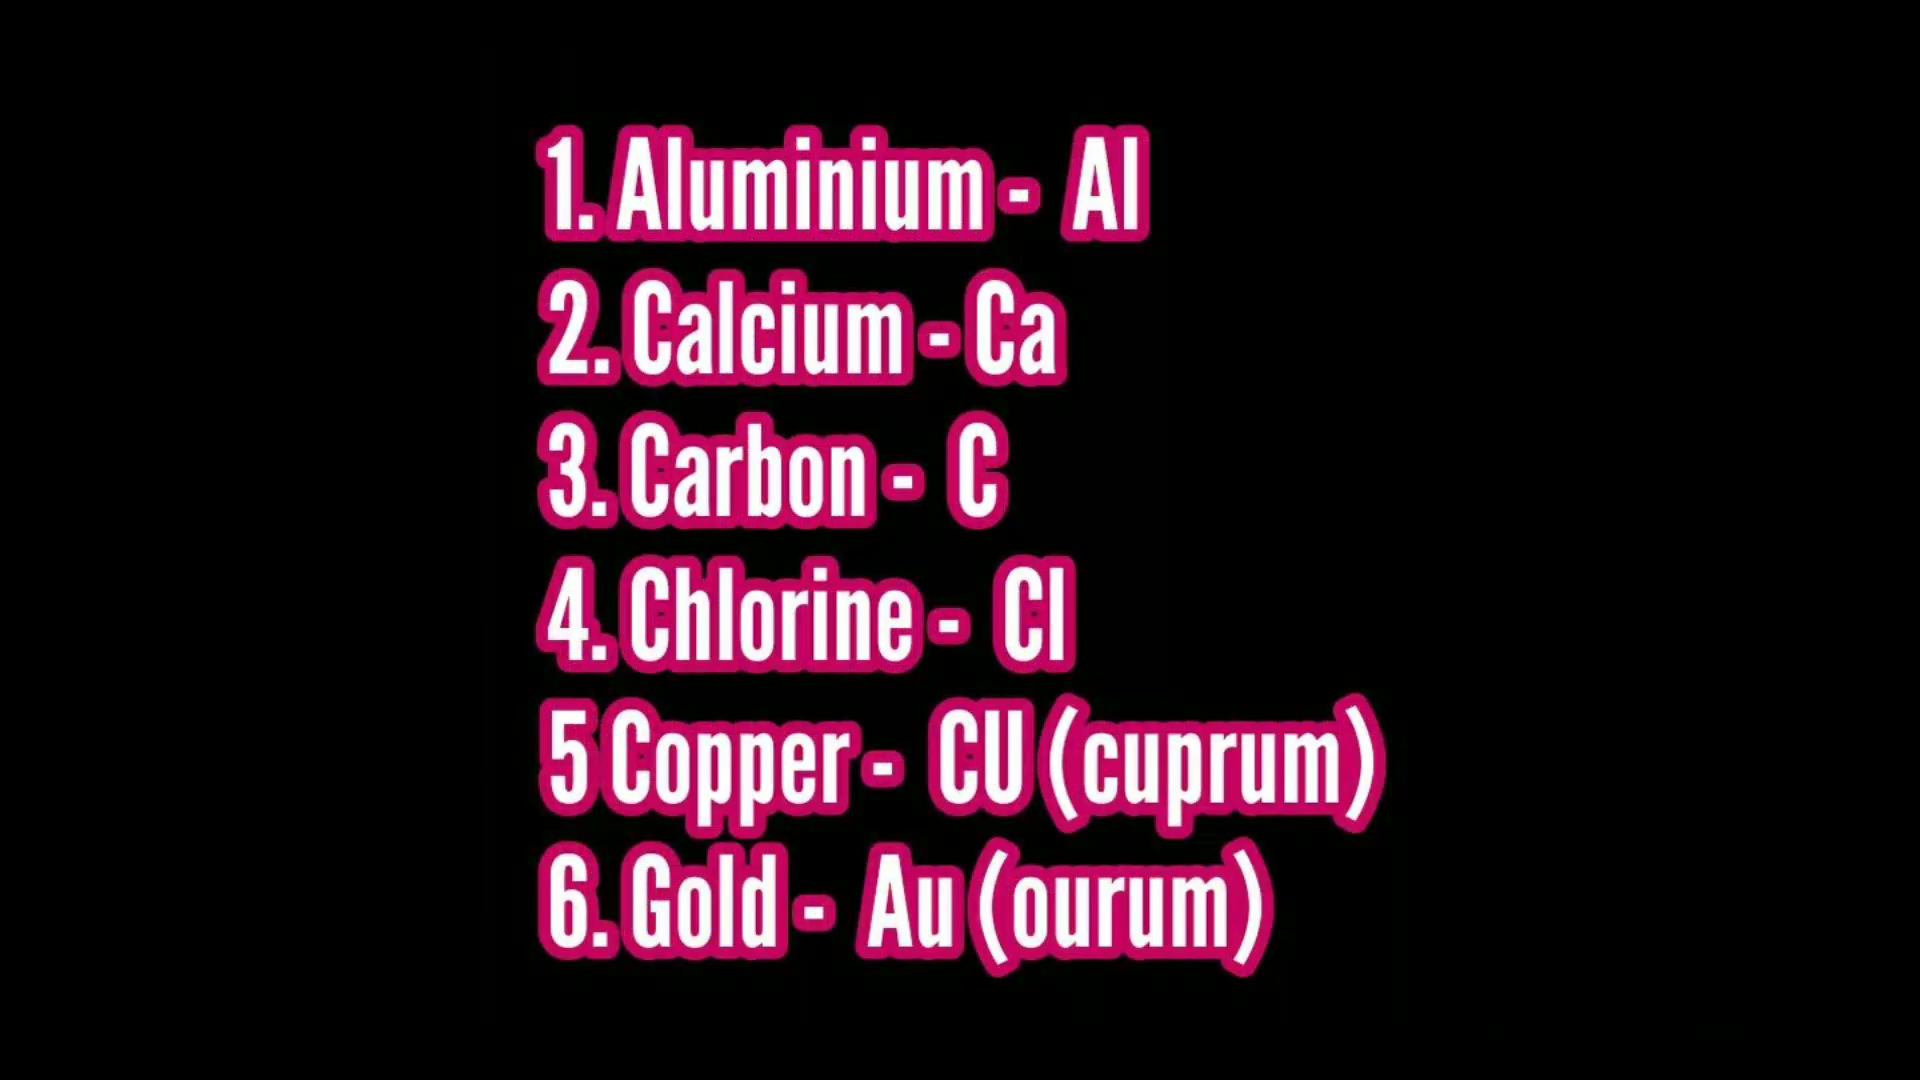 1. Aluminium - Al
2. Calcium - Ca
3. Carbon - C
4. Chlorine - Cl
5 Copper - CU (cuprum)
6. Gold - Au (ourum)